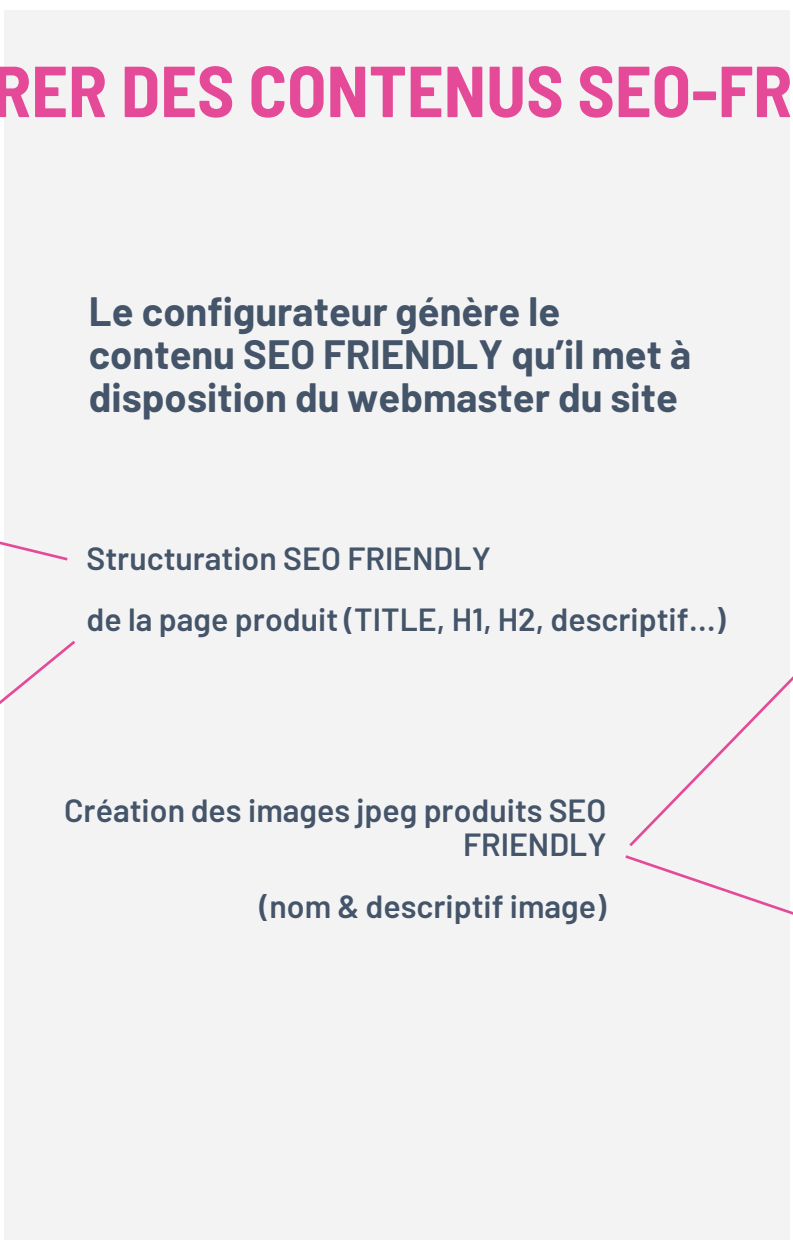 RER DES CONTENUS SEO-FR
Le configurateur génère le
contenu SEO FRIENDLY qu’il met à
disposition du webmaster du site
Structuration SEO FRIENDLY
de la page produit (TITLE, H1, H2, descriptif...)
Création des images jpeg produits SEO
FRIENDLY
(nom & descriptif image)